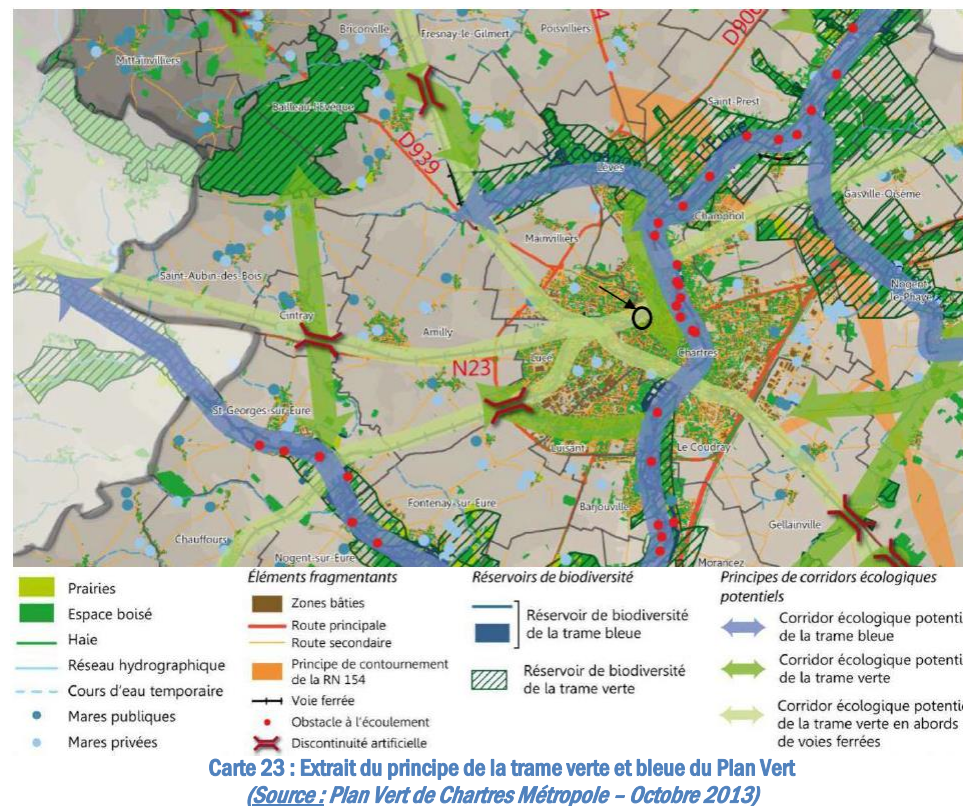 Briconville
Fresnay-le-Gilmert
Poisvilliers
Mittainvilliers
D90
Bailleau-l'Evêque
Saint-Prest
D939
Lèves
Gasville-Oisème
Champhol
Mainvilliers
Saint-Aubin-des-Bois
Nogent-le-Phaye
Cintray
Amilly
Chartres
Lucé
N23
St-Georges-sur-Eure
Luisant
Le Coudray
Fontenay-sur-Eure
Barjouville
Gellainville
Chauffours
Nogent-sur-Eure
Morancez
Prairies
Espace boisé
Haie
Réseau hydrographique
Cours d'eau temporaire
Mares publiques
Mares privées
Éléments fragmentants
Zones bâties
Route principale
Route secondaire
Principe de contournement
de la RN 154
Voie ferrée
Obstacle à l'écoulement
Discontinuité artificielle
Réservoirs de biodiversité
Réservoir de biodiversité
de la trame bleue
Réservoir de biodiversité
de la trame verte
Principes de corridors écologiques
potentiels
Corridor écologique potenti
de la trame bleue
Corridor écologique potenti
de la trame verte
Corridor écologique potenti
de la trame verte en abords
de voies ferrées
Carte 23 : Extrait du principe de la trame verte et bleue du Plan Vert
(Source : Plan Vert de Chartres Métropole – Octobre 2013)